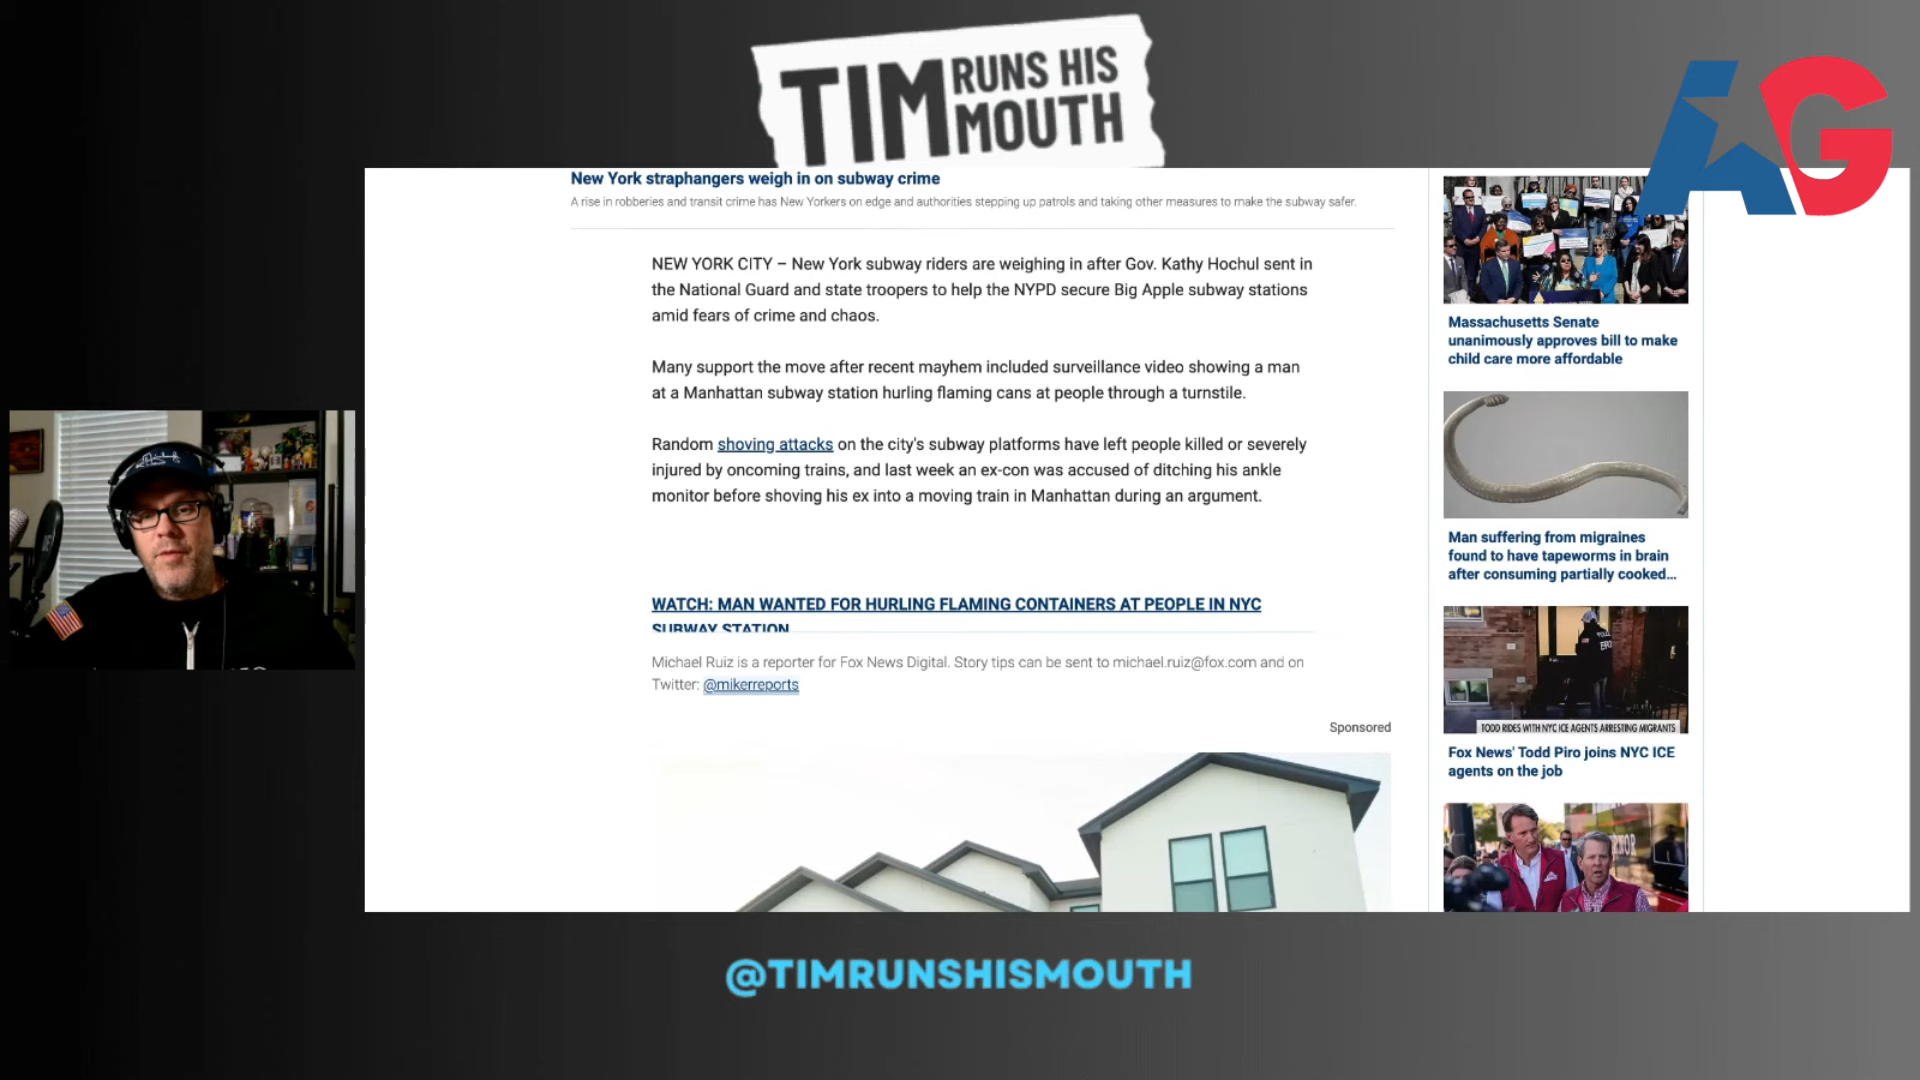 TIM RUNS HIS
MOUTH
AG
New York straphangers weigh in on subway crime
A rise in robberies and transit crime has New Yorkers on edge and authorities stepping up patrols and taking other measures to make the subway safer.
NEW YORK CITY – New York subway riders are weighing in after Gov. Kathy Hochul sent in
the National Guard and state troopers to help the NYPD secure Big Apple subway stations
amid fears of crime and chaos.
Many support the move after recent mayhem included surveillance video showing a man
at a Manhattan subway station hurling flaming cans at people through a turnstile.
Random shoving attacks on the city's subway platforms have left people killed or severely
injured by oncoming trains, and last week an ex-con was accused of ditching his ankle
monitor before shoving his ex into a moving train in Manhattan during an argument.
WATCH: MAN WANTED FOR HURLING FLAMING CONTAINERS AT PEOPLE IN NYC
SUBWAY STATION
Michael Ruiz is a reporter for Fox News Digital. Story tips can be sent to michael.ruiz@fox.com and on
Twitter: @mikerreports
Sponsored
Massachusetts Senate
unanimously approves bill to make
child care more affordable
Man suffering from migraines
found to have tapeworms in brain
after consuming partially cooked...
TODD RIDES WITH NYC ICE AGENTS ARRESTING MIGRANTS
Fox News' Todd Piro joins NYC ICE
agents on the job
@TIMRUNSHISMOUTH